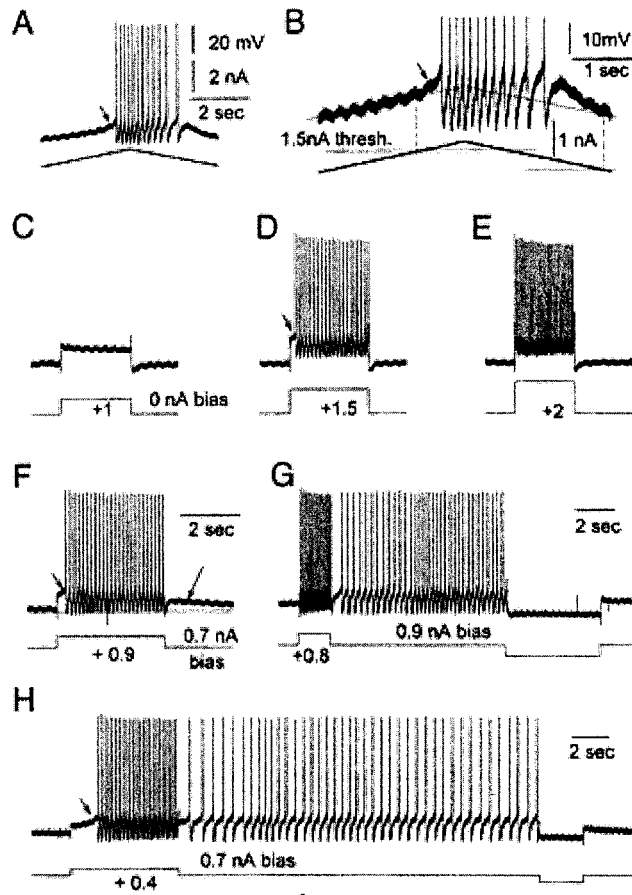 A
20 mV
2 nA
2 sec
B
10mV
1 sec
1.5nA thresh.
1 nA
C
+1
0 nA bias
D
+1.5
E
+2
F
2 sec
+ 0.9
0.7 nA
bias
G
2 sec
0.9 nA bias
+0.8
H
2 sec
0.7 nA bias
+ 0.4